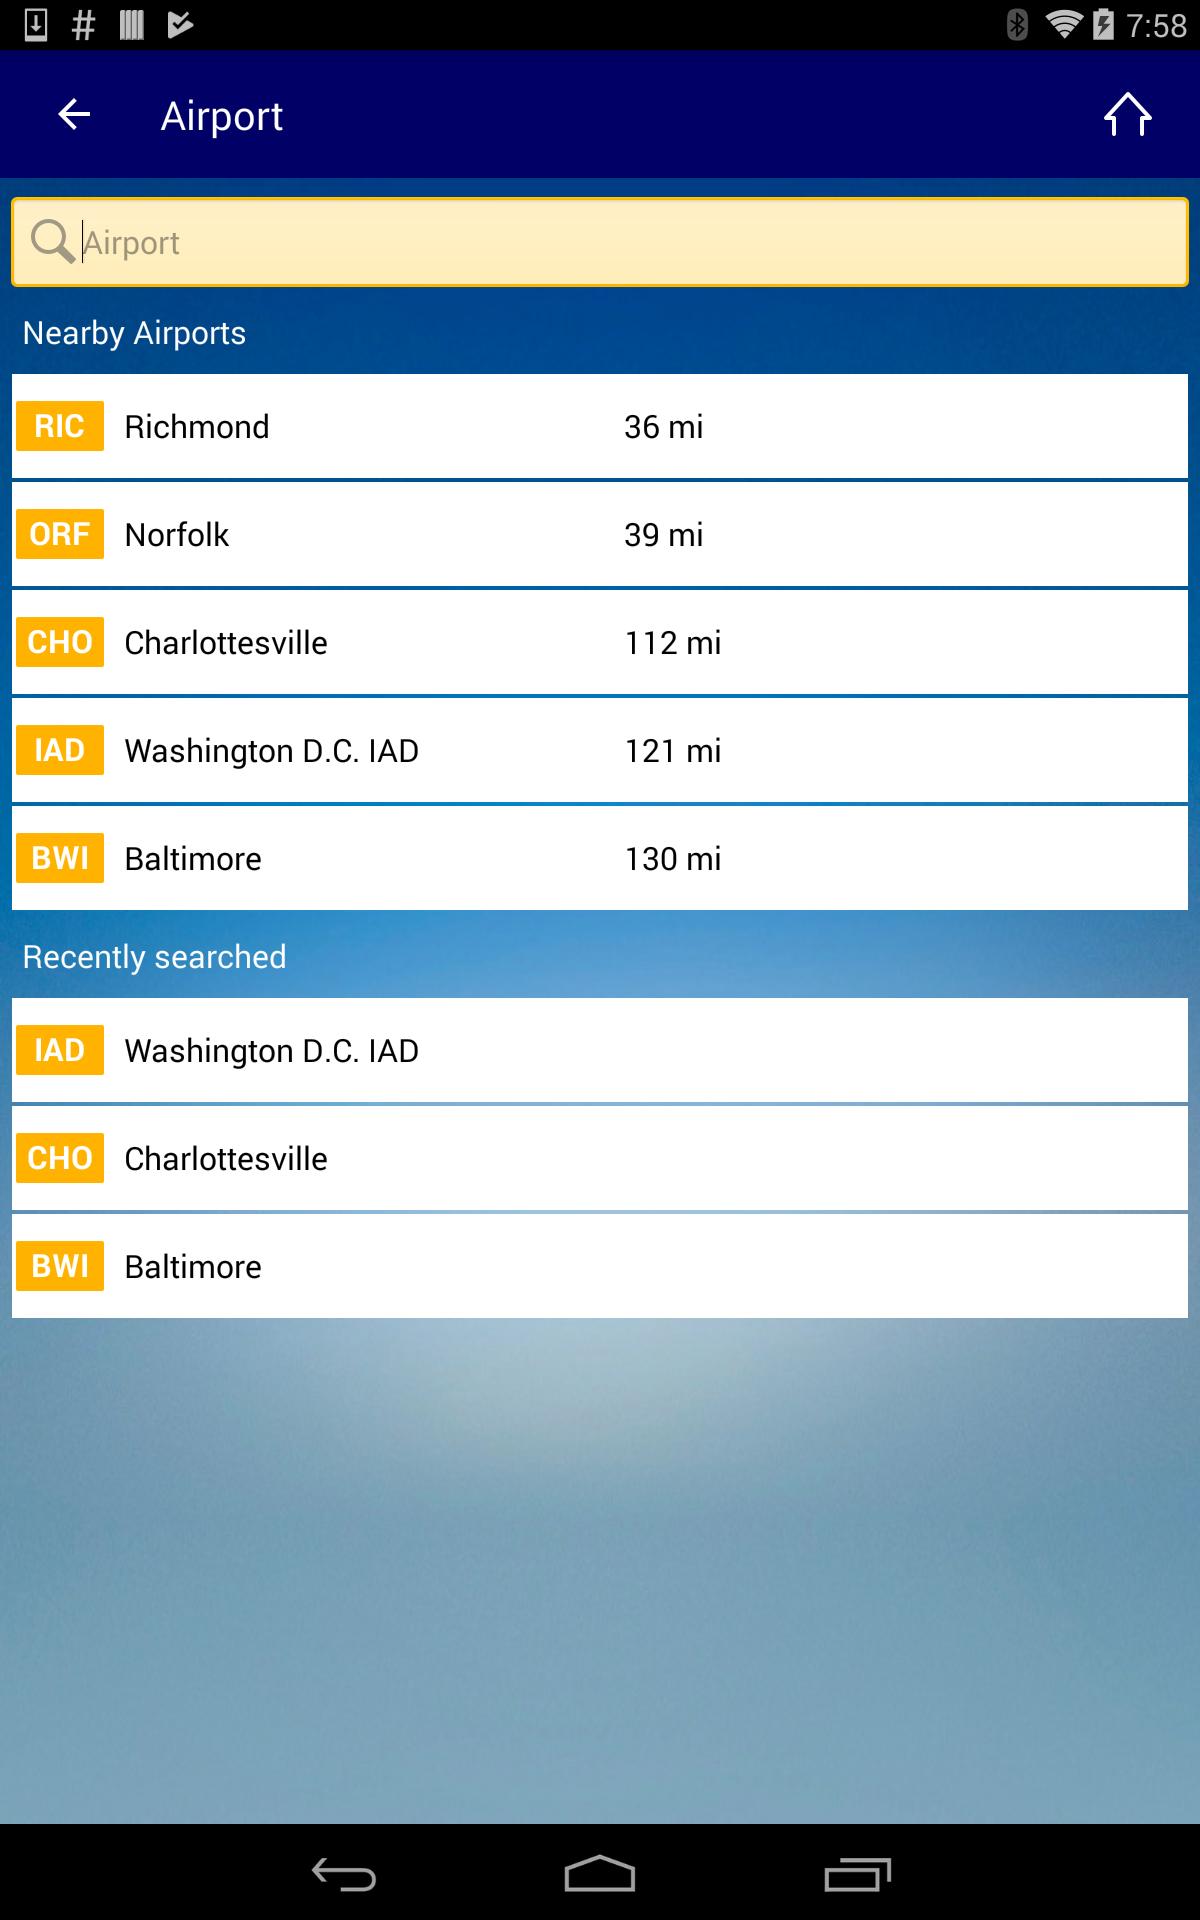 7:58
Airport
Airport
Nearby Airports
RIC Richmond 36 mi
ORF Norfolk 39 mi
CHO Charlottesville 112 mi
IAD Washington D.C. IAD 121 mi
BWI Baltimore 130 mi
Recently searched
IAD Washington D.C. IAD
CHO Charlottesville
BWI Baltimore